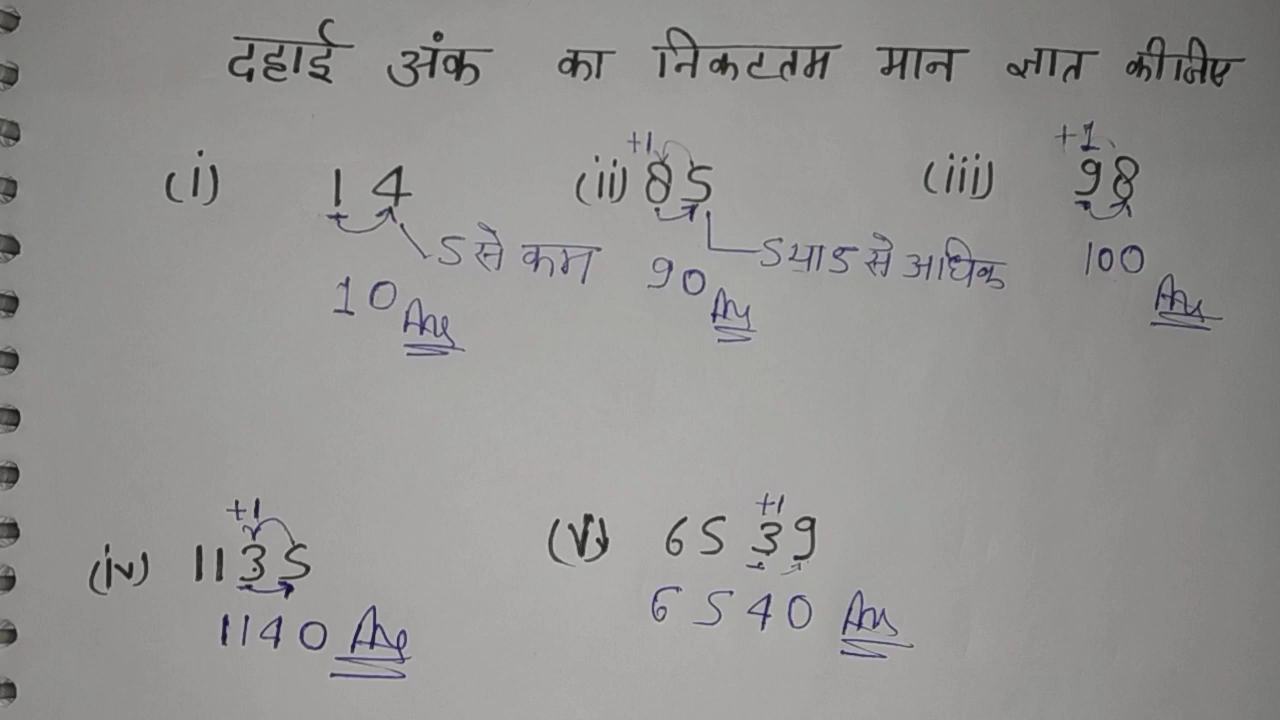 दहाई अंक का निकटतम मान ज्ञात कीजिए
+1 +1
(i) 14 (ii) 85 (iii) 98
5 से कम 5 या 5 से अधिक
10 Ans 90 Ans 100 Ans
+1 +1
(iv) 1135 (v) 6539
1140 Ans 6540 Ans